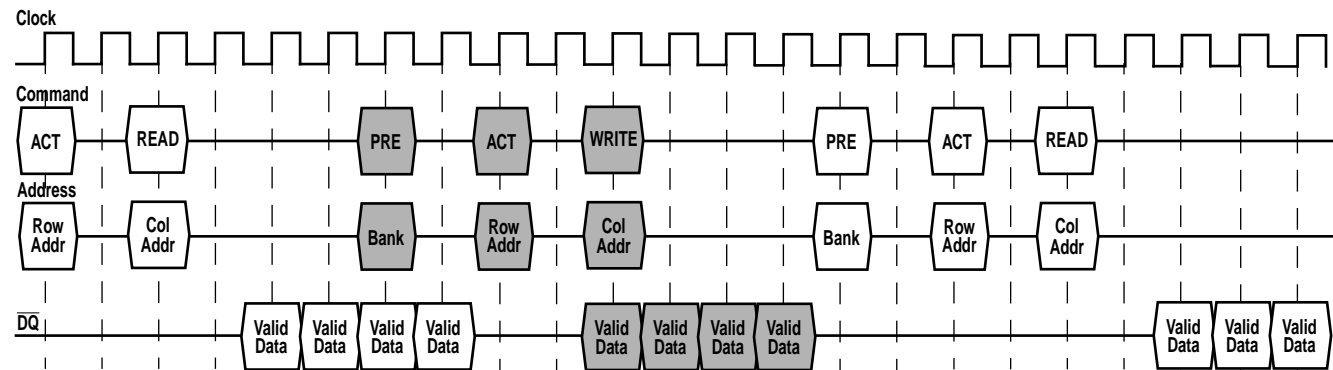 Clock
Command
ACT READ PRE ACT WRITE PRE ACT READ
Address
Row Addr Col Addr Bank Row Addr Col Addr Bank Row Addr Col Addr
DQ
Valid Data Valid Data Valid Data Valid Data Valid Data Valid Data Valid Data Valid Data Valid Data Valid Data Valid Data